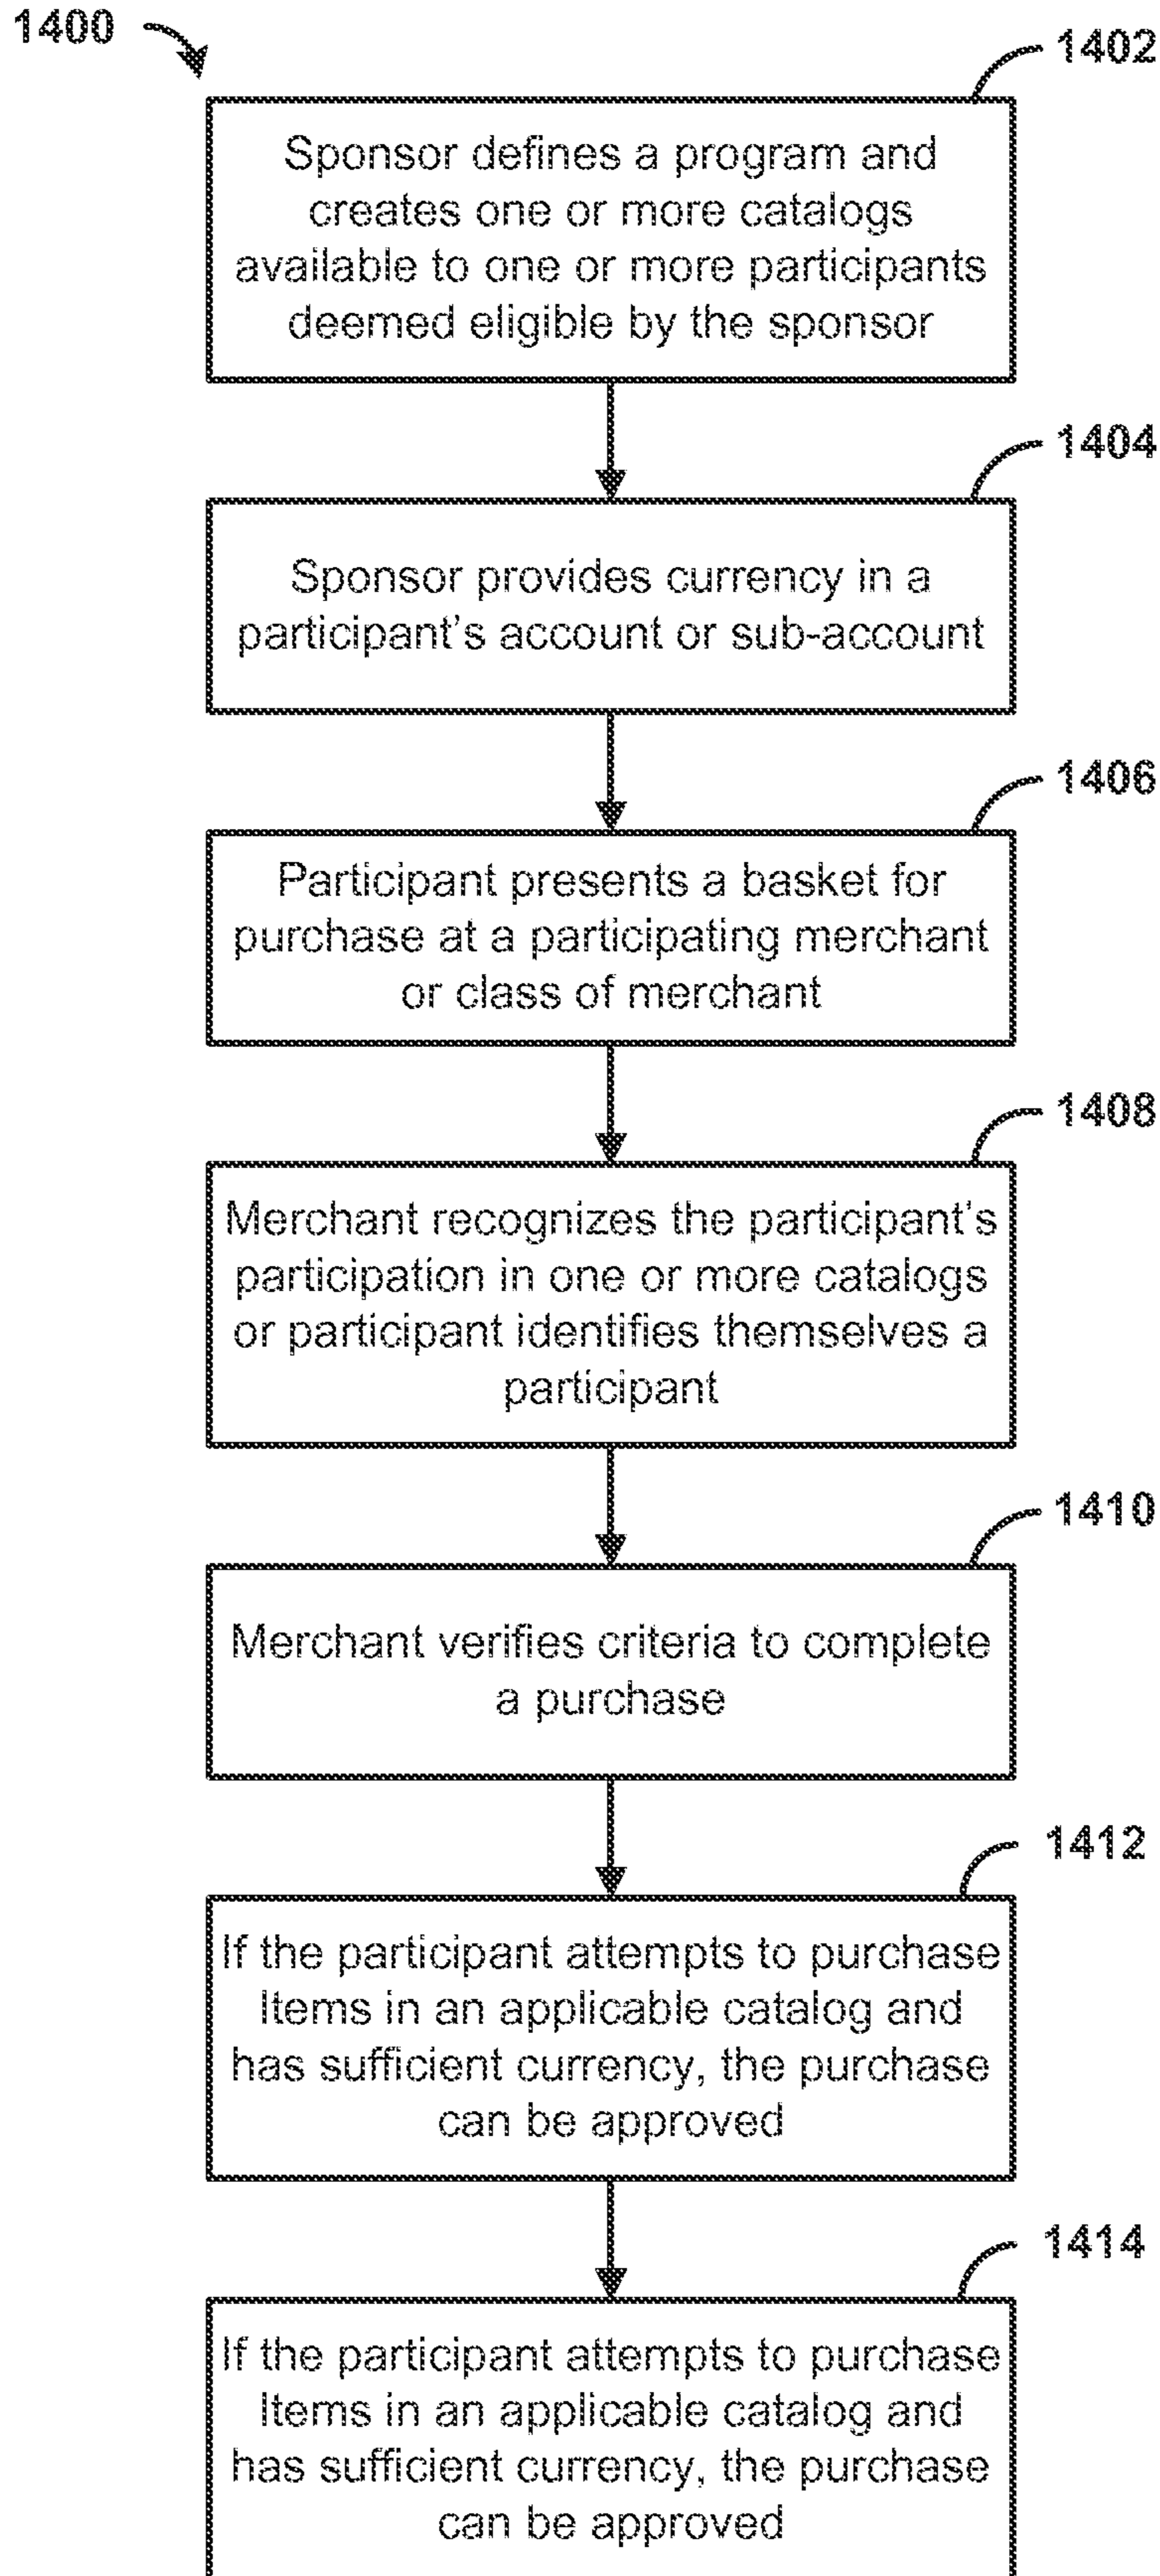 1400
1402
Sponsor defines a program and
creates one or more catalogs
available to one or more participants
deemed eligible by the sponsor
1404
Sponsor provides currency in a
participant's account or sub-account
1406
Participant presents a basket for
purchase at a participating merchant
or class of merchant
1408
Merchant recognizes the participant's
participation in one or more catalogs
or participant identifies themselves a
participant
1410
Merchant verifies criteria to complete
a purchase
1412
If the participant attempts to purchase
Items in an applicable catalog and
has sufficient currency, the purchase
can be approved
1414
If the participant attempts to purchase
Items in an applicable catalog and
has sufficient currency, the purchase
can be approved